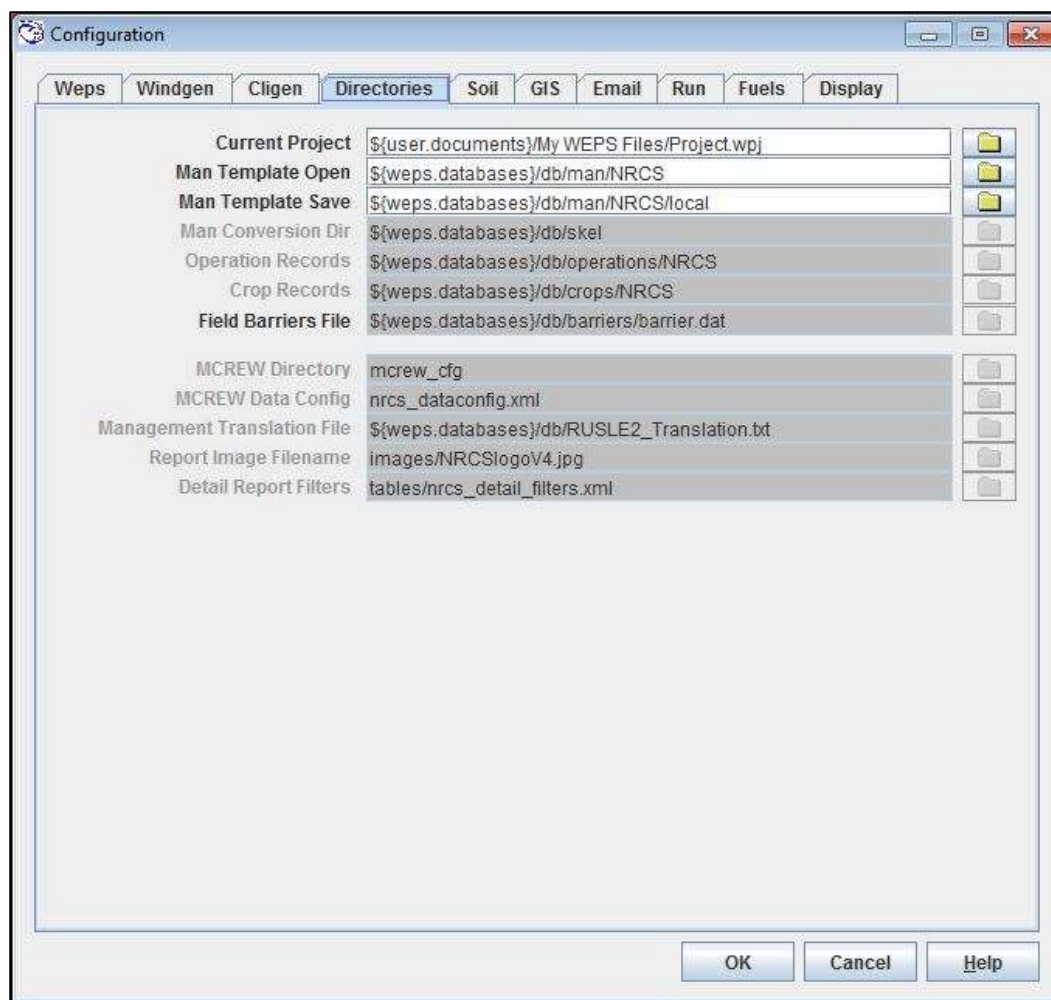 Configuration
Weps Windgen Cligen Directories Soil GIS Email Run Fuels Display
Current Project ${user.documents}/My WEPS Files/Project.wpj
Man Template Open ${weps.databases}/db/man/NRCS
Man Template Save ${weps.databases}/db/man/NRCS/local
Man Conversion Dir ${weps.databases}/db/skel
Operation Records ${weps.databases}/db/operations/NRCS
Crop Records ${weps.databases}/db/crops/NRCS
Field Barriers File ${weps.databases}/db/barriers/barrier.dat
MCREW Directory mcrew_cfg
MCREW Data Config nrcs_dataconfig.xml
Management Translation File ${weps.databases}/db/RUSLE2_Translation.txt
Report Image Filename images/NRCSlogoV4.jpg
Detail Report Filters tables/nrcs_detail_filters.xml
OK Cancel Help